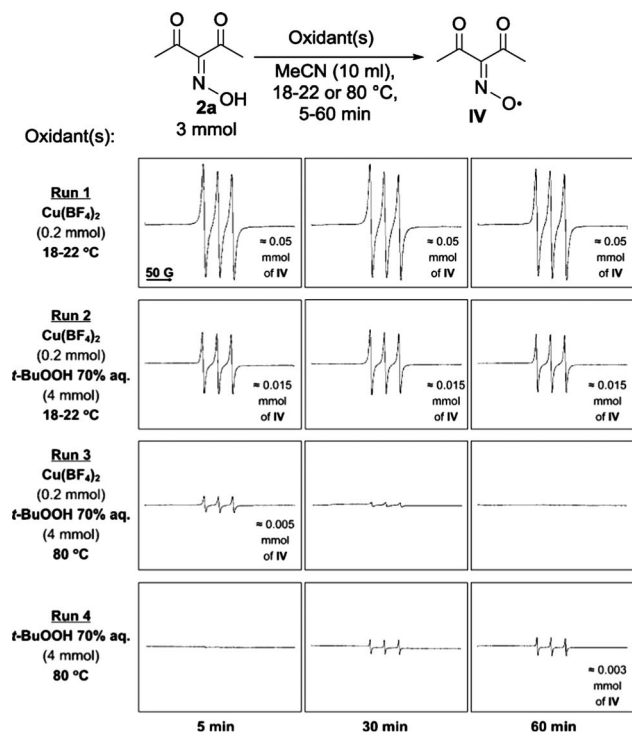 O O
N
OH
2a
3 mmol
Oxidant(s)
MeCN (10 ml),
18-22 or 80 °C,
5-60 min
O O
N
O•
IV
Oxidant(s):
Run 1
Cu(BF₄)₂
(0.2 mmol)
18-22 °C
50 G
≈ 0.05
mmol
of IV
≈ 0.05
mmol
of IV
≈ 0.05
mmol
of IV
Run 2
Cu(BF₄)₂
(0.2 mmol)
t-BuOOH 70% aq.
(4 mmol)
18-22 °C
≈ 0.015
mmol
of IV
≈ 0.015
mmol
of IV
≈ 0.015
mmol
of IV
Run 3
Cu(BF₄)₂
(0.2 mmol)
t-BuOOH 70% aq.
(4 mmol)
80 °C
≈ 0.005
mmol
of IV
Run 4
t-BuOOH 70% aq.
(4 mmol)
80 °C
≈ 0.003
mmol
of IV
5 min
30 min
60 min